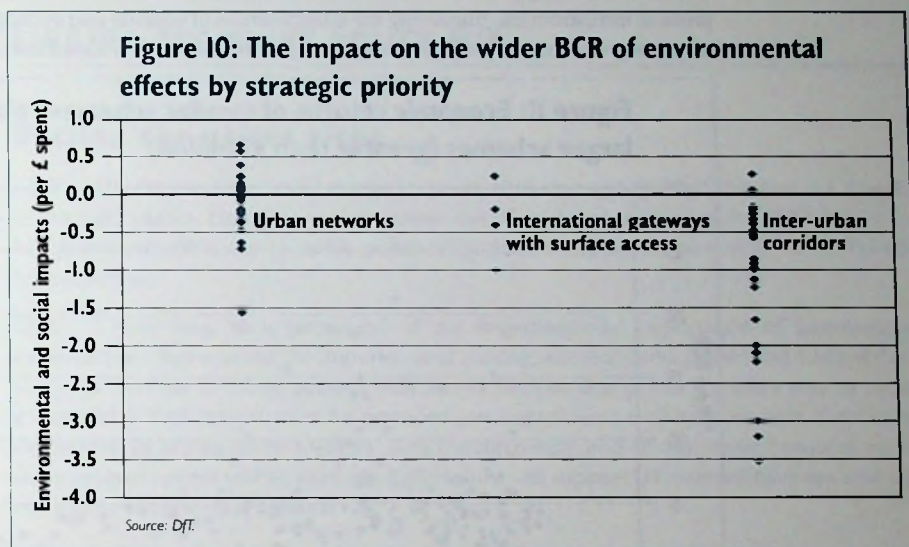 Figure 10: The impact on the wider BCR of environmental
effects by strategic priority
Environmental and social impacts (per £ spent)
1.0
0.5
0.0
-0.5
-1.0
-1.5
-2.0
-2.5
-3.0
-3.5
-4.0
Urban networks
International gateways
with surface access
Inter-urban
corridors
Source: DfT.